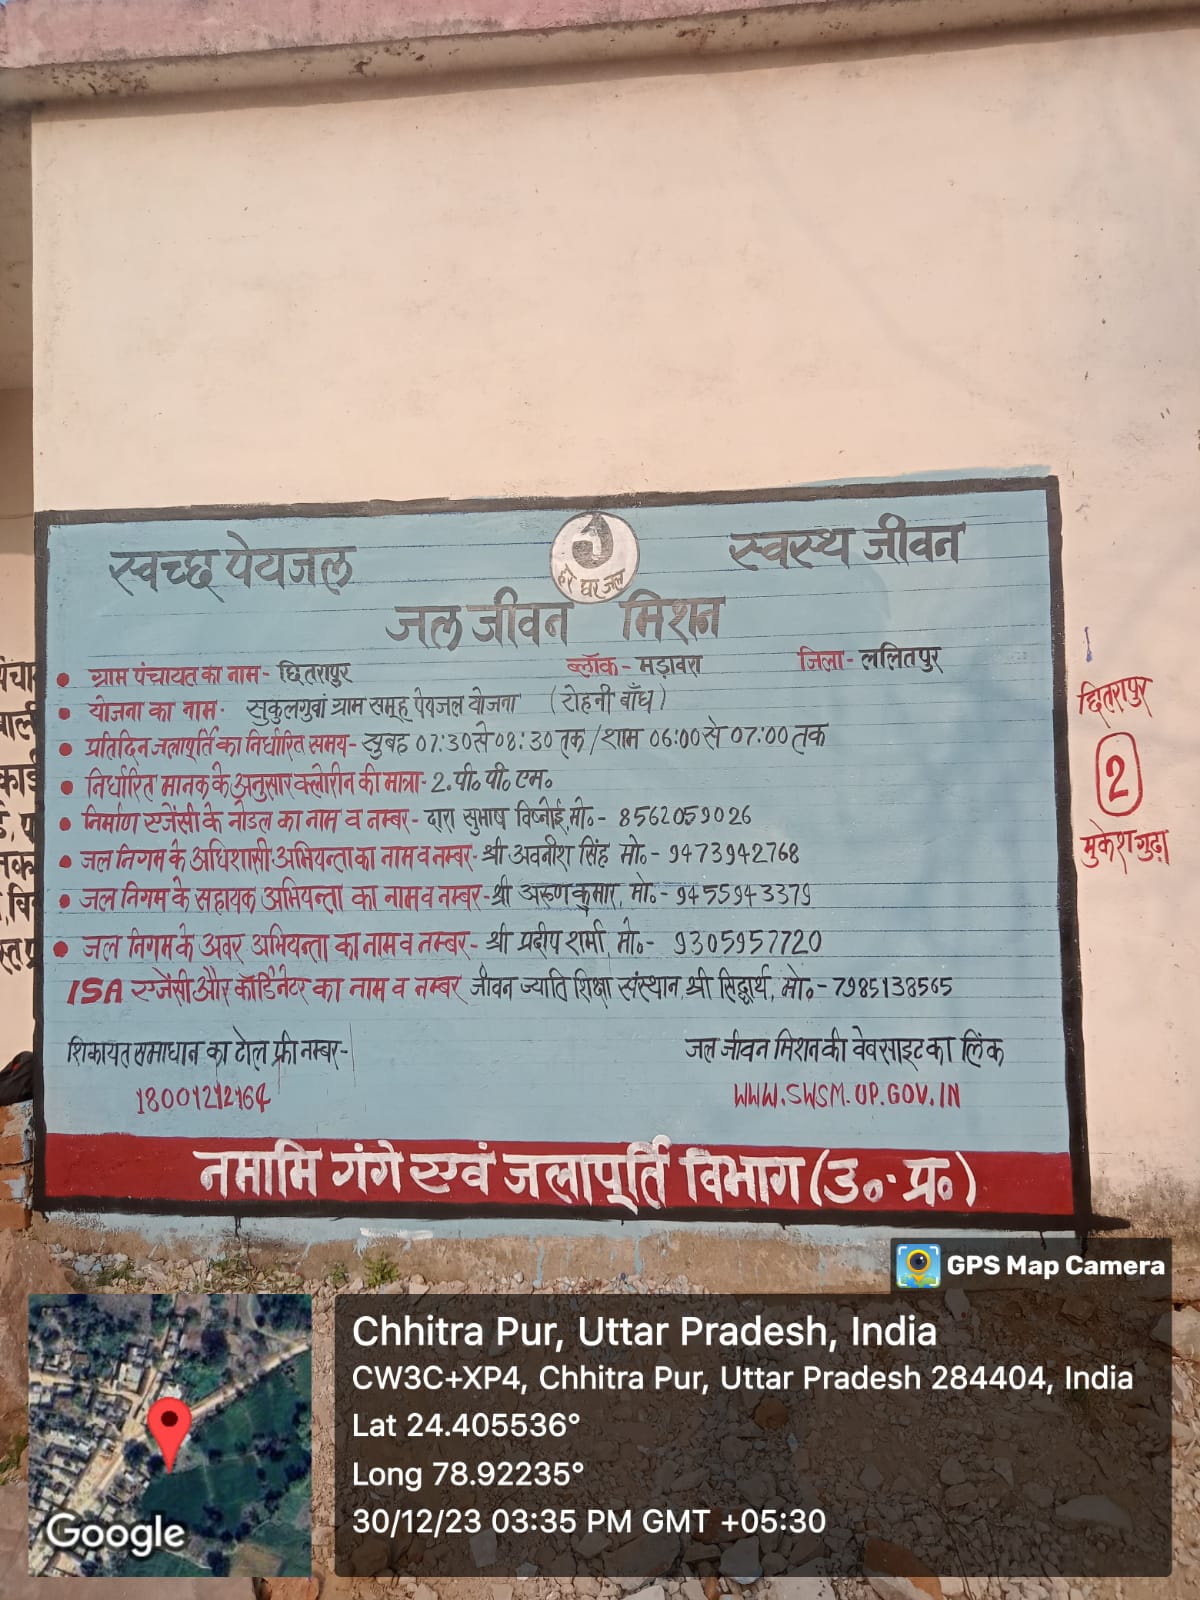 स्वच्छ पेयजल
हर घर जल
स्वस्थ जीवन
जल जीवन मिशन
• ग्राम पंचायत का नाम - छितरापुर ब्लॉक - मड़ावरा जिला - ललितपुर
• योजना का नाम - सुकुलगुवां ग्राम समूह पेयजल योजना (रोहनी बाँध)
• प्रतिदिन जलापूर्ति का निर्धारित समय - सुबह 07:30 से 08:30 तक / शाम 06:00 से 07:00 तक
• निर्धारित मानक के अनुसार क्लोरीन की मात्रा - 2. पी० पी० एम०
• निर्माण एजेंसी के नोडल का नाम व नम्बर - दारा सुभाष विष्नोई, मो० - 8562059026
• जल निगम के अधिशासी अभियन्ता का नाम व नम्बर - श्री अवनीश सिंह मो० - 9473942768
• जल निगम के सहायक अभियन्ता का नाम व नम्बर - श्री अरूण कुमार, मो० - 9455943379
• जल निगम के अवर अभियन्ता का नाम व नम्बर - श्री प्रदीप शर्मा, मो० - 9305957720
ISA एजेंसी और कॉर्डिनेटर का नाम व नम्बर जीवन ज्याति शिक्षा संस्थान, श्री सिद्धार्थ, मो० - 7985138565
शिकायत समाधान का टोल फ्री नम्बर -
18001212164
जल जीवन मिशन की वेबसाइट का लिंक
WWW.SWSM.UP.GOV.IN
नमामि गंगे एवं जलापूर्ति विभाग (उ०. प्र०)
छितरापुर
2
मुकेश गुढ़ा
GPS Map Camera
Chhitra Pur, Uttar Pradesh, India
CW3C+XP4, Chhitra Pur, Uttar Pradesh 284404, India
Lat 24.405536°
Long 78.92235°
30/12/23 03:35 PM GMT +05:30
Google